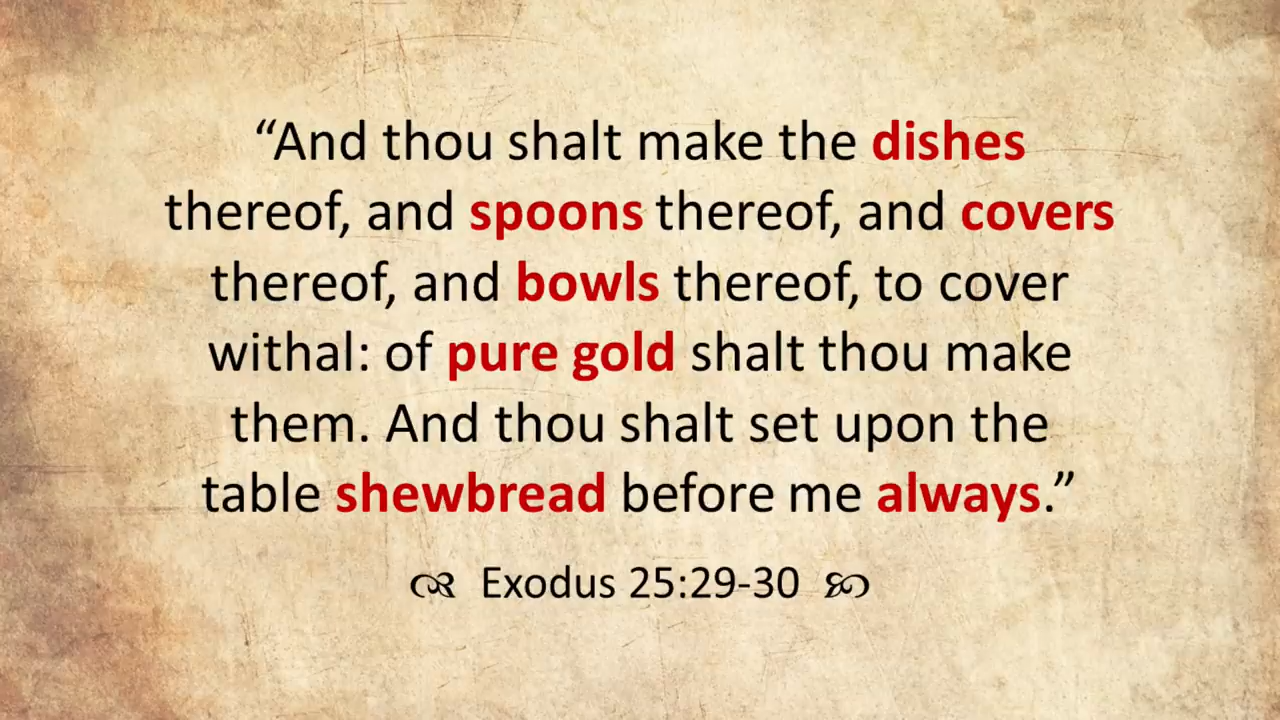 “And thou shalt make the dishes
thereof, and spoons thereof, and covers
thereof, and bowls thereof, to cover
withal: of pure gold shalt thou make
them. And thou shalt set upon the
table shewbread before me always.”
Exodus 25:29-30